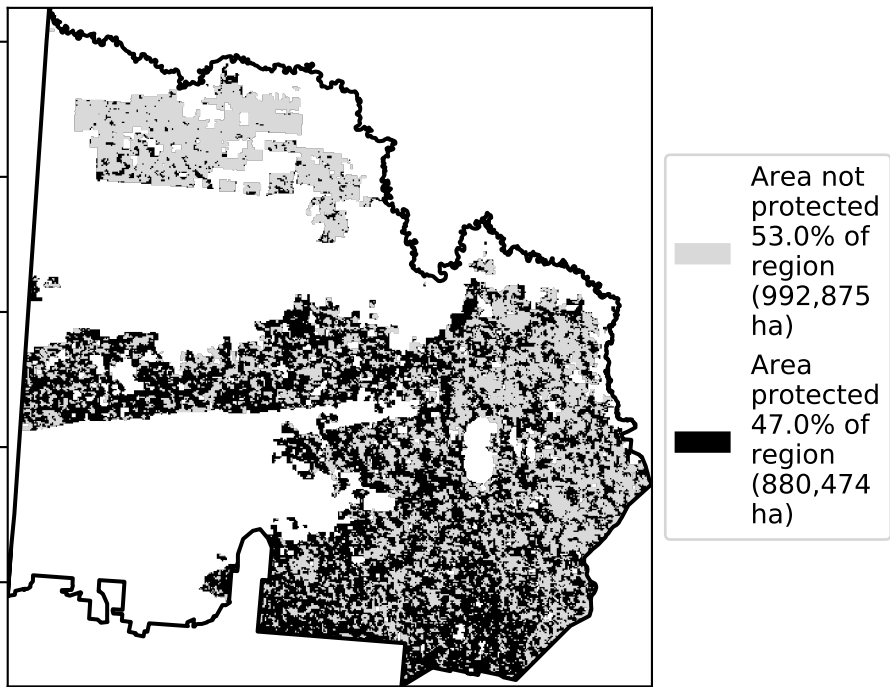 Area not
protected
53.0% of
region
(992,875
ha)
Area
protected
47.0% of
region
(880,474
ha)